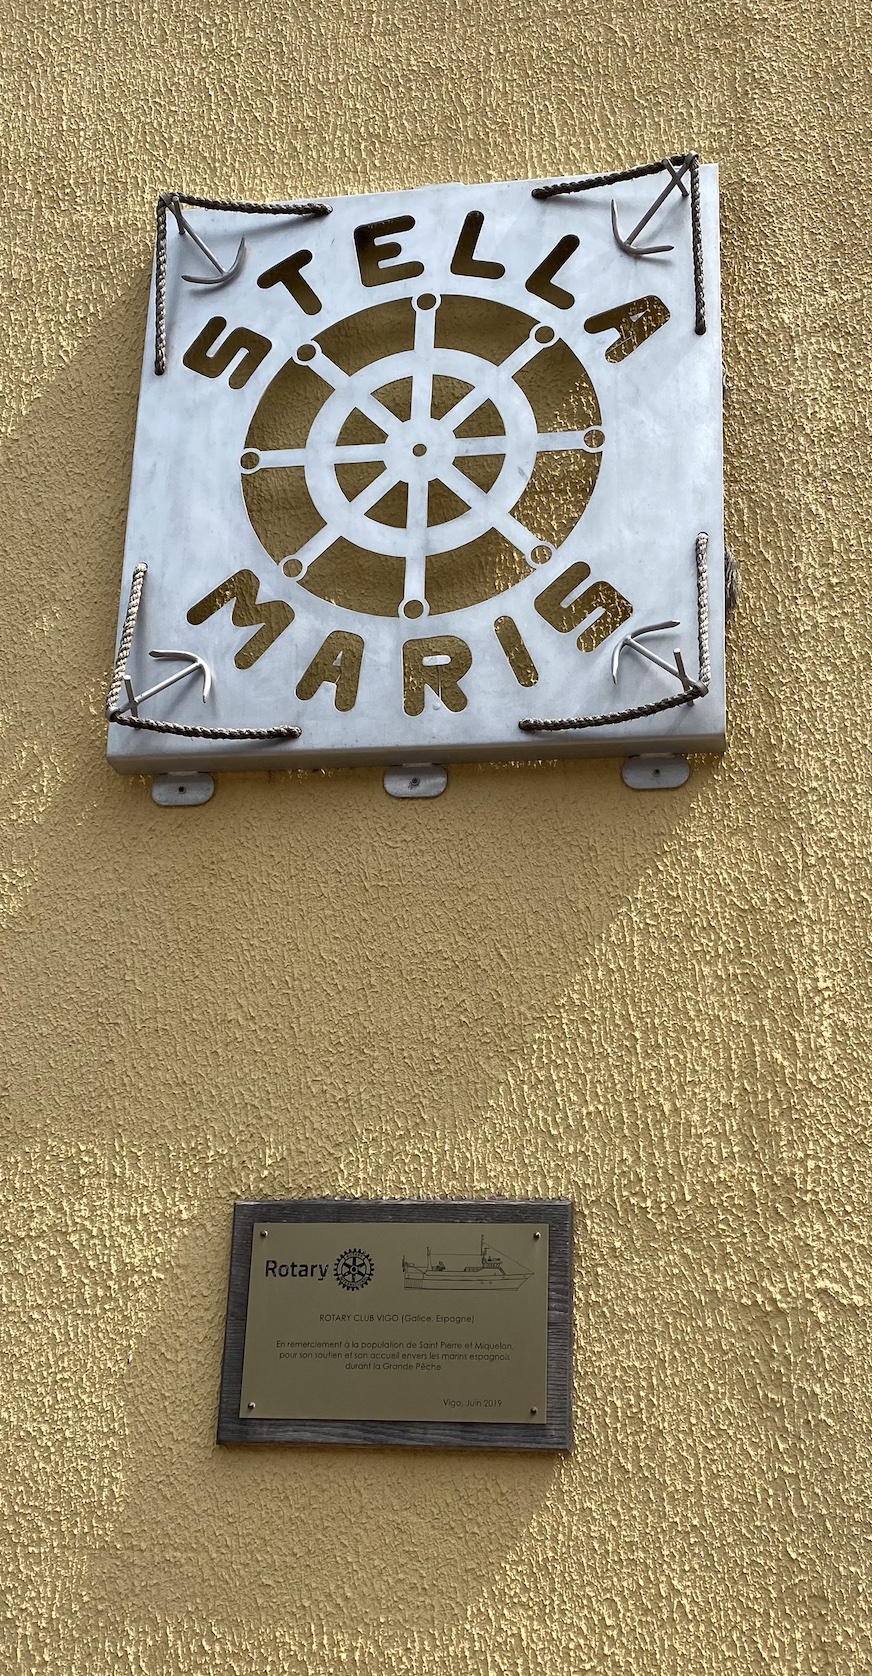 STELLA
MARIS
Rotary
ROTARY CLUB VIGO (Galice, Espagne)
En remerciement à la population de Saint Pierre et Miquelon,
pour son soutien et son accueil envers les marins espagnols
durant la Grande Pêche
Vigo, Juin 2019